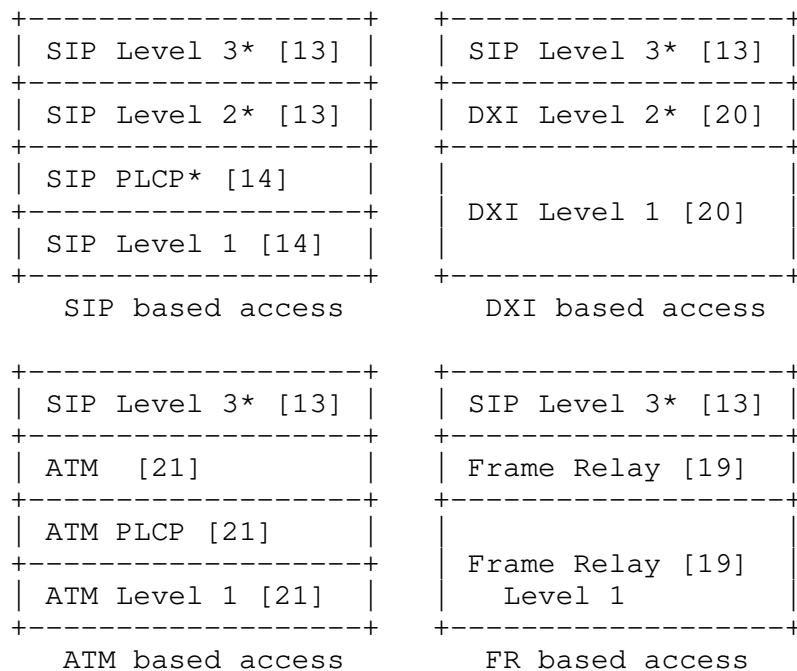 SIP Level 3* [13]
SIP Level 2* [13]
SIP PLCP* [14]
SIP Level 1 [14]
SIP based access
SIP Level 3* [13]
DXI Level 2* [20]
DXI Level 1 [20]
DXI based access
SIP Level 3* [13]
ATM  [21]
ATM PLCP [21]
ATM Level 1 [21]
ATM based access
SIP Level 3* [13]
Frame Relay [19]
Frame Relay [19]
Level 1
FR based access